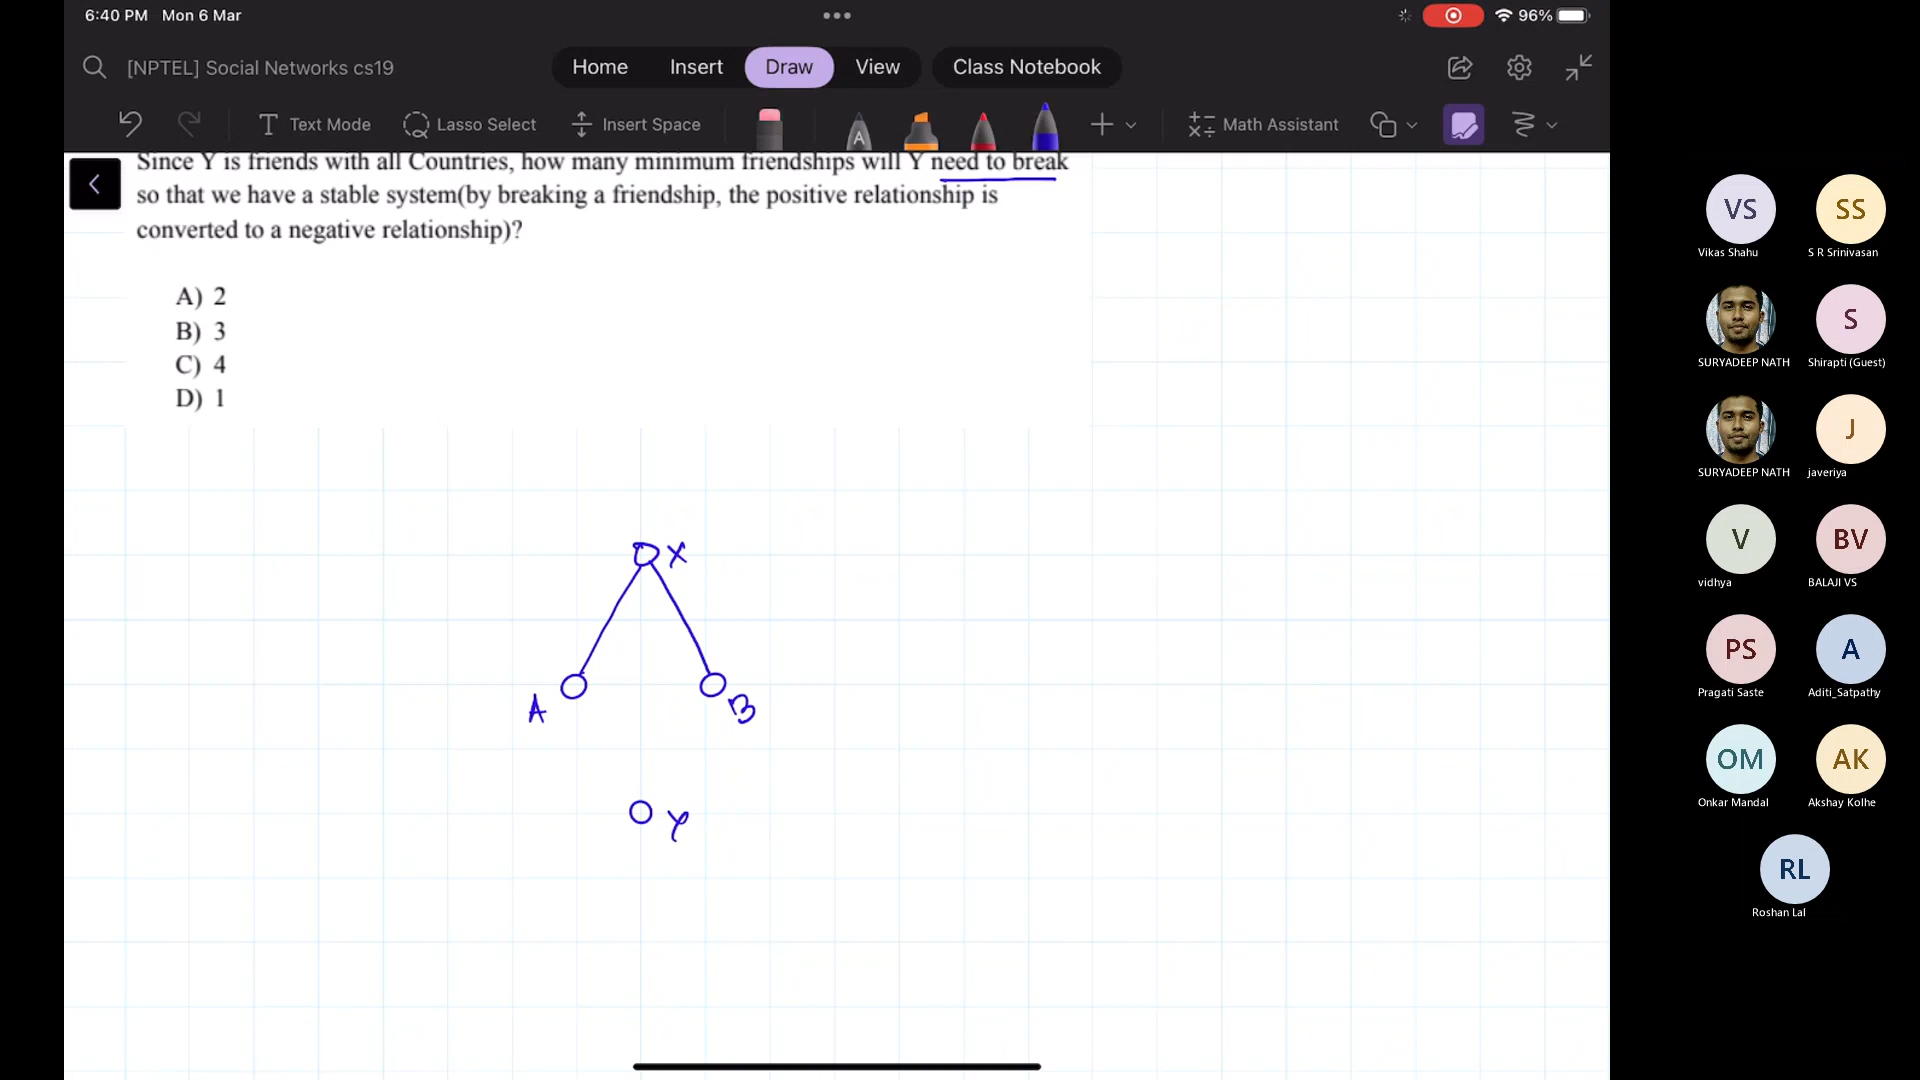 6:40 PM Mon 6 Mar
96%
[NPTEL] Social Networks cs19
Home Insert Draw View Class Notebook
Text Mode Lasso Select Insert Space A Math Assistant
Since Y is friends with all Countries, how many minimum friendships will Y need to break
so that we have a stable system(by breaking a friendship, the positive relationship is
converted to a negative relationship)?
A) 2
B) 3
C) 4
D) 1
X
A B
Y
VS SS
Vikas Shahu S R Srinivasan
S
SURYADEEP NATH Shirapti (Guest)
J
SURYADEEP NATH javeriya
V BV
vidhya BALAJI VS
PS A
Pragati Saste Aditi_Satpathy
OM AK
Onkar Mandal Akshay Kolhe
RL
Roshan Lal